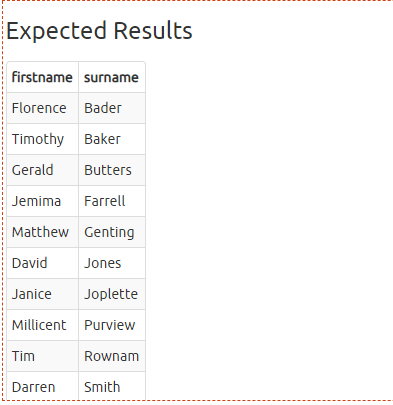 Expected Results
firstname surname
Florence Bader
Timothy Baker
Gerald Butters
Jemima Farrell
Matthew Genting
David Jones
Janice Joplette
Millicent Purview
Tim Rownam
Darren Smith